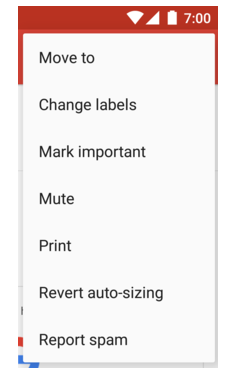 7:00
Move to
Change labels
Mark important
Mute
Print
Revert auto-sizing
Report spam